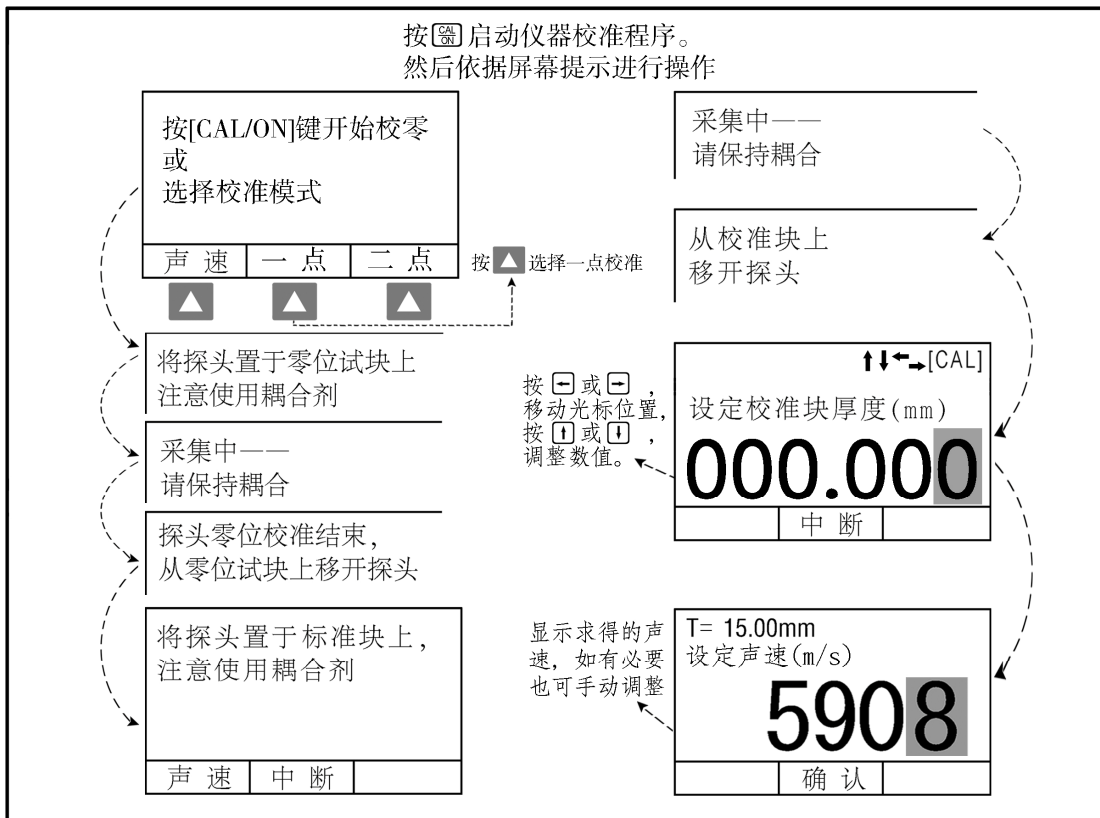 按[CAL ON]启动仪器校准程序。
然后依据屏幕提示进行操作
按[CAL/ON]键开始校零
或
选择校准模式
声 速 一 点 二 点
按 选择一点校准
将探头置于零位试块上
注意使用耦合剂
采集中——
请保持耦合
探头零位校准结束,
从零位试块上移开探头
将探头置于标准块上,
注意使用耦合剂
声 速 中 断
采集中——
请保持耦合
从校准块上
移开探头
按←或→,
移动光标位置,
按↑或↓,
调整数值。
↑↓←→[CAL]
设定校准块厚度(mm)
000.000
中 断
显示求得的声
速, 如有必要
也可手动调整
T= 15.00mm
设定声速(m/s)
5908
确 认